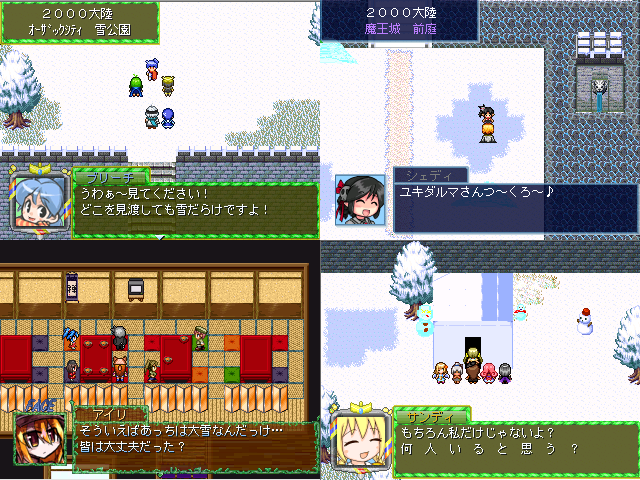 2000大陸
オーザックシティ 雪公園
ブリーチ
うわぁ~見てください!
どこを見渡しても雪だらけですよ!
2000大陸
魔王城 前庭
シェディ
ユキダルマさんつ~くろ~♪
アイリ
そういえばあっちは大雪なんだっけ…
皆は大丈夫だった?
サンディ
もちろん私だけじゃないよ?
何人いると思う?